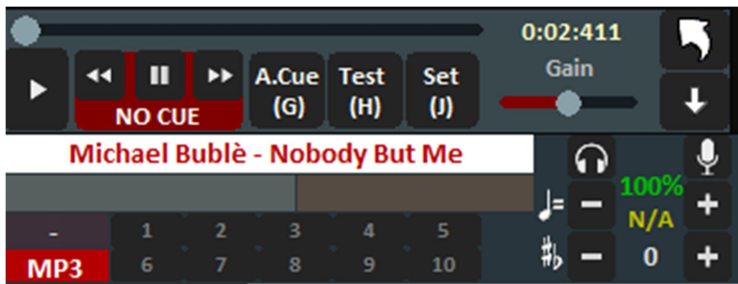 0:02:411
A.Cue Test Set
Gain
(G) (H) (J)
NO CUE
Michael Bublè - Nobody But Me
100%
N/A
- 1 2 3 4 5
MP3 6 7 8 9 10
0